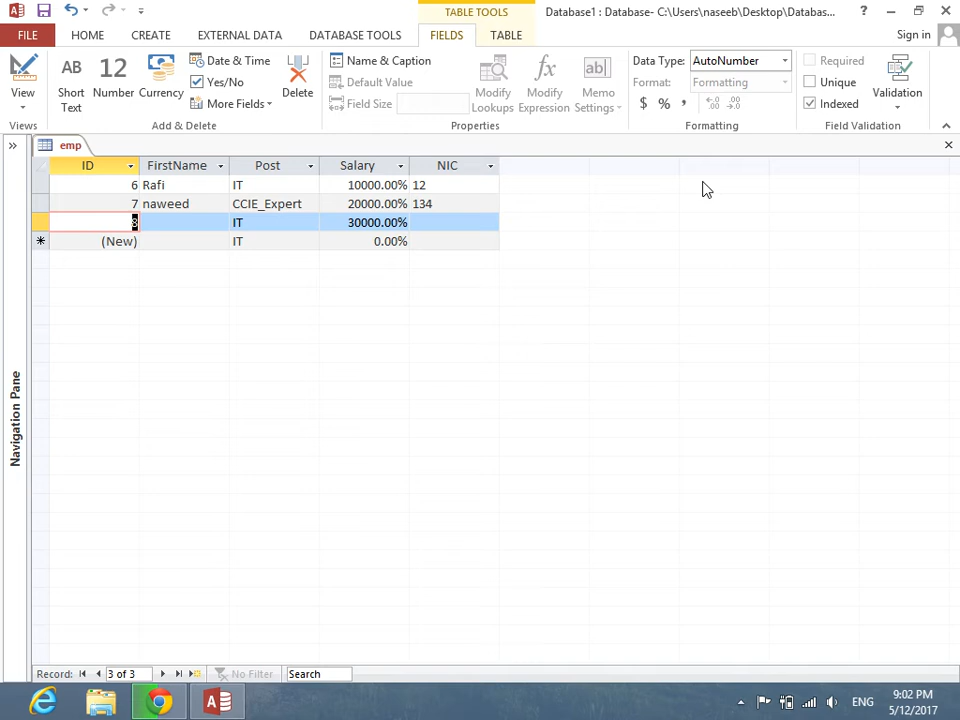 TABLE TOOLS
Database1 : Database- C:\Users\naseeb\Desktop\Databas...
FILE HOME CREATE EXTERNAL DATA DATABASE TOOLS FIELDS TABLE Sign in
View
AB Short Text
12 Number
Currency
Date & Time
Yes/No
More Fields
Delete
Name & Caption
Default Value
Field Size
Modify Lookups
fx Modify Expression
ab Memo Settings
Data Type: AutoNumber
Format: Formatting
$ % ,
Required
Unique
Indexed
Validation
Views Add & Delete Properties Formatting Field Validation
emp
ID FirstName Post Salary NIC
6 Rafi IT 10000.00% 12
7 naweed CCIE_Expert 20000.00% 134
8 IT 30000.00%
(New) IT 0.00%
Navigation Pane
Record: 3 of 3 No Filter Search
ENG
9:02 PM
5/12/2017